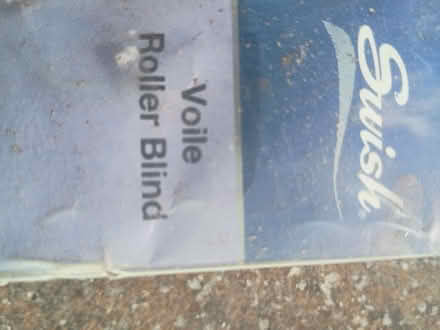 Swish
Voile
Roller Blind